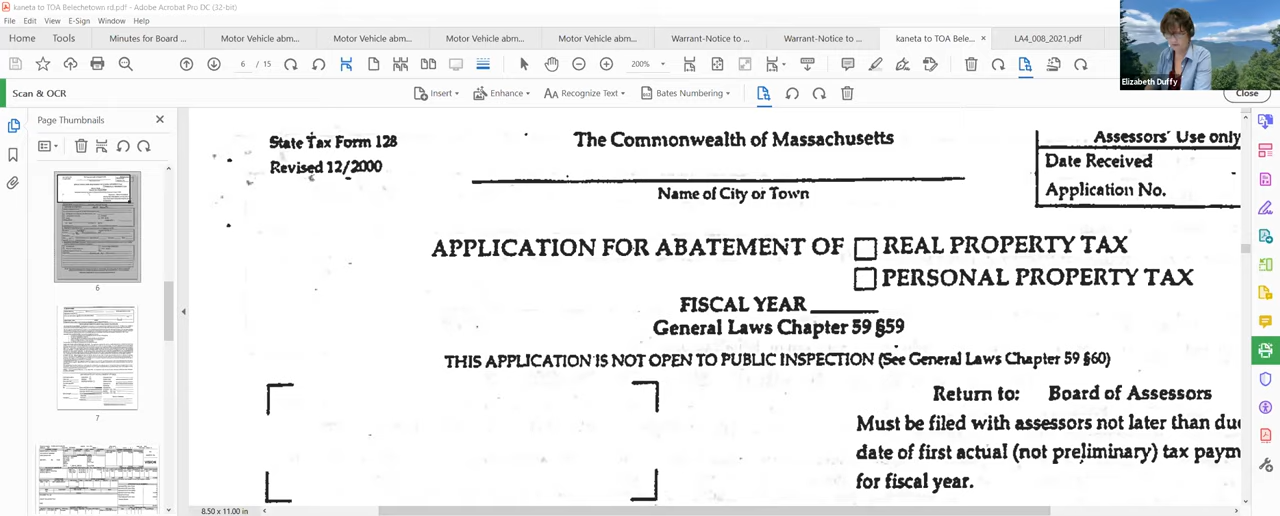 kaneta to TOA Belechetown rd.pdf - Adobe Acrobat Pro DC (32-bit)
File Edit View E-Sign Window Help
Home Tools Minutes for Board ... Motor Vehicle abm... Motor Vehicle abm... Motor Vehicle abm... Motor Vehicle abm... Warrant-Notice to ... Warrant-Notice to ... kaneta to TOA Bele... × LA4_008_2021.pdf
6 / 15 200%
Elizabeth Duffy
Scan & OCR Insert Enhance Recognize Text Bates Numbering Close
Page Thumbnails
6
7
State Tax Form 128
Revised 12/2000
The Commonwealth of Massachusetts
Name of City or Town
Assessors' Use only
Date Received
Application No.
APPLICATION FOR ABATEMENT OF REAL PROPERTY TAX
PERSONAL PROPERTY TAX
FISCAL YEAR
General Laws Chapter 59 §59
THIS APPLICATION IS NOT OPEN TO PUBLIC INSPECTION (See General Laws Chapter 59 §60)
Return to: Board of Assessors
Must be filed with assessors not later than due
date of first actual (not preliminary) tax paym
for fiscal year.
8.50 x 11.00 in